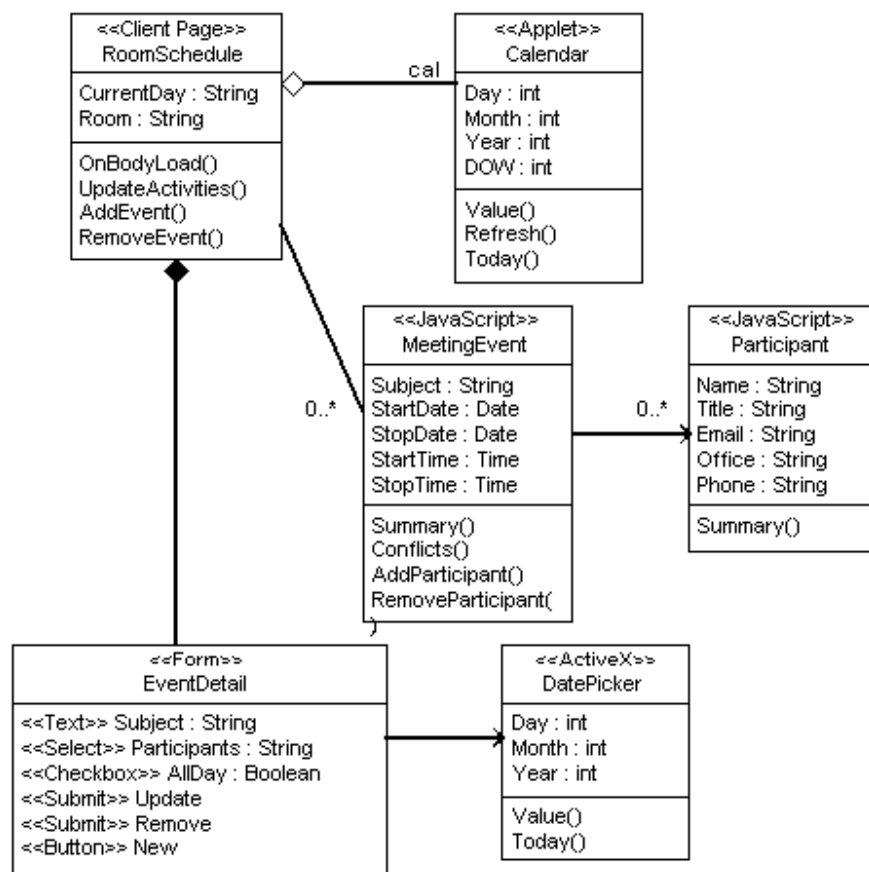 <<Client Page>>
RoomSchedule
CurrentDay : String
Room : String
OnBodyLoad()
UpdateActivities()
AddEvent()
RemoveEvent()
cal
<<Applet>>
Calendar
Day : int
Month : int
Year : int
DOW : int
Value()
Refresh()
Today()
0..*
<<JavaScript>>
MeetingEvent
Subject : String
StartDate : Date
StopDate : Date
StartTime : Time
StopTime : Time
Summary()
Conflicts()
AddParticipant()
RemoveParticipant(
)
0..*
<<JavaScript>>
Participant
Name : String
Title : String
Email : String
Office : String
Phone : String
Summary()
<<Form>>
EventDetail
<<Text>> Subject : String
<<Select>> Participants : String
<<Checkbox>> AllDay : Boolean
<<Submit>> Update
<<Submit>> Remove
<<Button>> New
<<ActiveX>>
DatePicker
Day : int
Month : int
Year : int
Value()
Today()